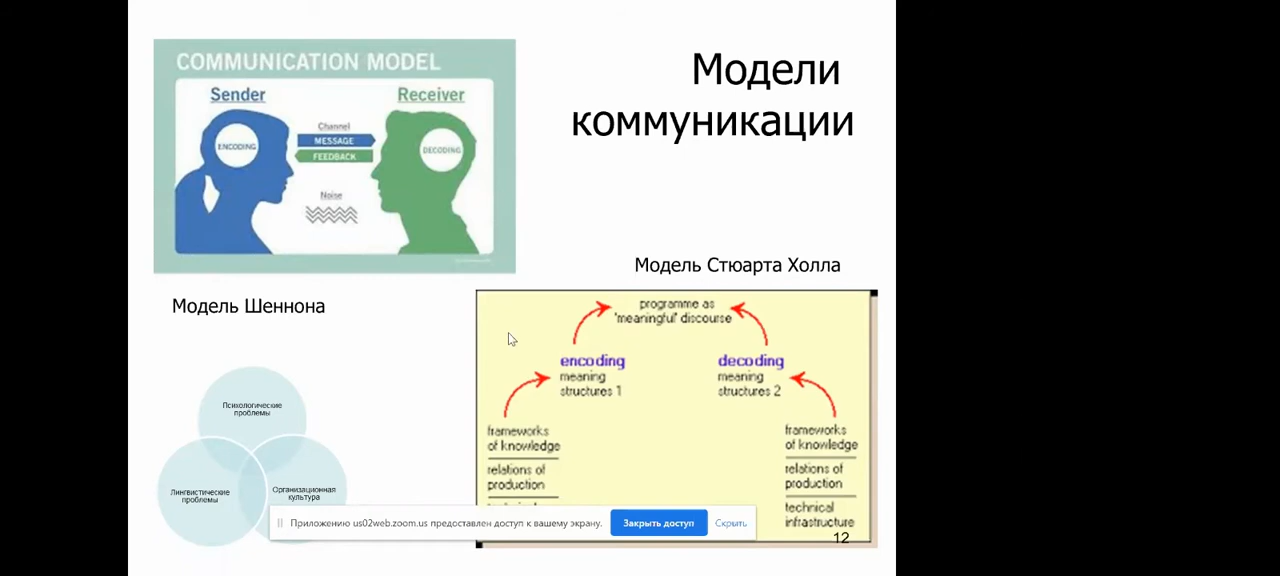 Модели
коммуникации
COMMUNICATION MODEL
Sender
Receiver
Channel
ENCODING
MESSAGE
DECODING
FEEDBACK
Noise
Модель Шеннона
Модель Стюарта Холла
programme as
'meaningful' discourse
encoding
meaning
structures 1
decoding
meaning
structures 2
frameworks
of knowledge
relations of
production
frameworks
of knowledge
relations of
production
technical
infrastructure
Психологические
проблемы
Лингвистические
проблемы
Организационная
культура
Приложению us02web.zoom.us предоставлен доступ к вашему экрану.
Закрыть доступ
Скрыть
12